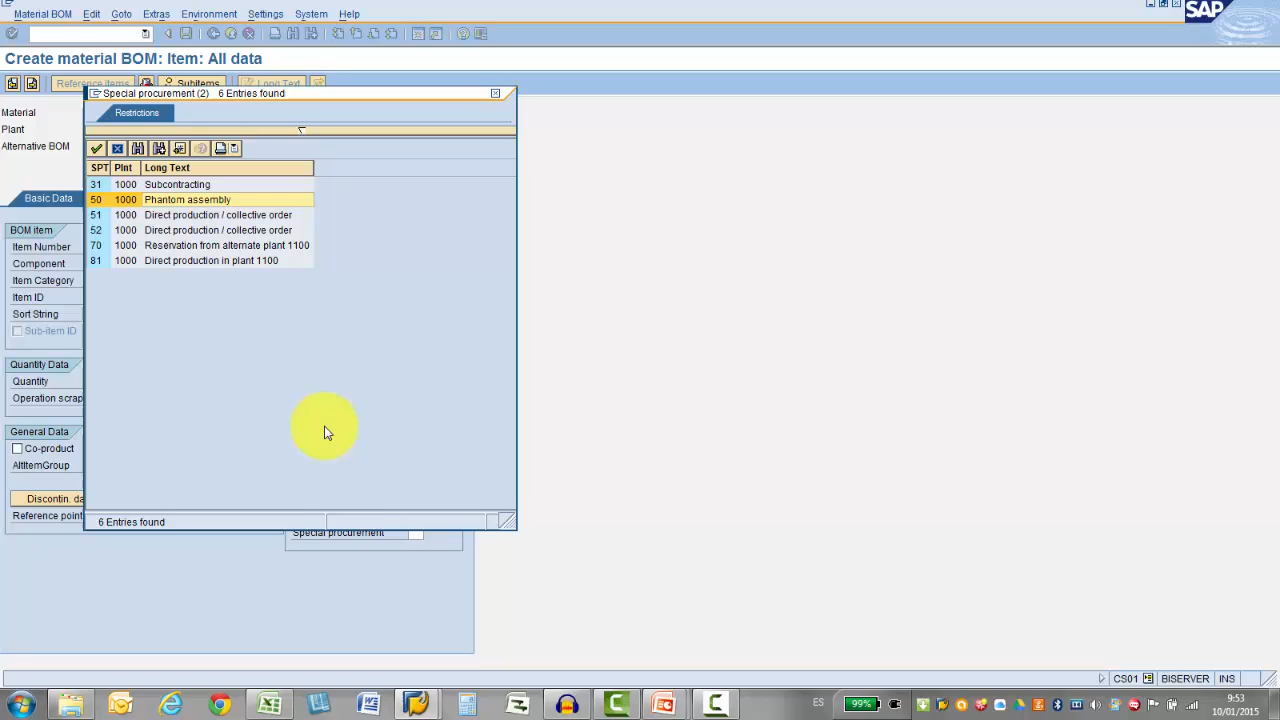 Material BOM Edit Goto Extras Environment Settings System Help
SAP
Create material BOM: Item: All data
Reference items Subitems Long Text
Special procurement (2) 6 Entries found
Restrictions
Material
Plant
Alternative BOM
SPT Plnt Long Text
31 1000 Subcontracting
50 1000 Phantom assembly
51 1000 Direct production / collective order
52 1000 Direct production / collective order
70 1000 Reservation from alternate plant 1100
81 1000 Direct production in plant 1100
Basic Data
BOM item
Item Number
Component
Item Category
Item ID
Sort String
Sub-item ID
Quantity Data
Quantity
Operation scrap
General Data
Co-product
AltItemGroup
Discontin. da
Reference point
6 Entries found
Special procurement
CS01 BISERVER INS
ES 99% 9:53
10/01/2015